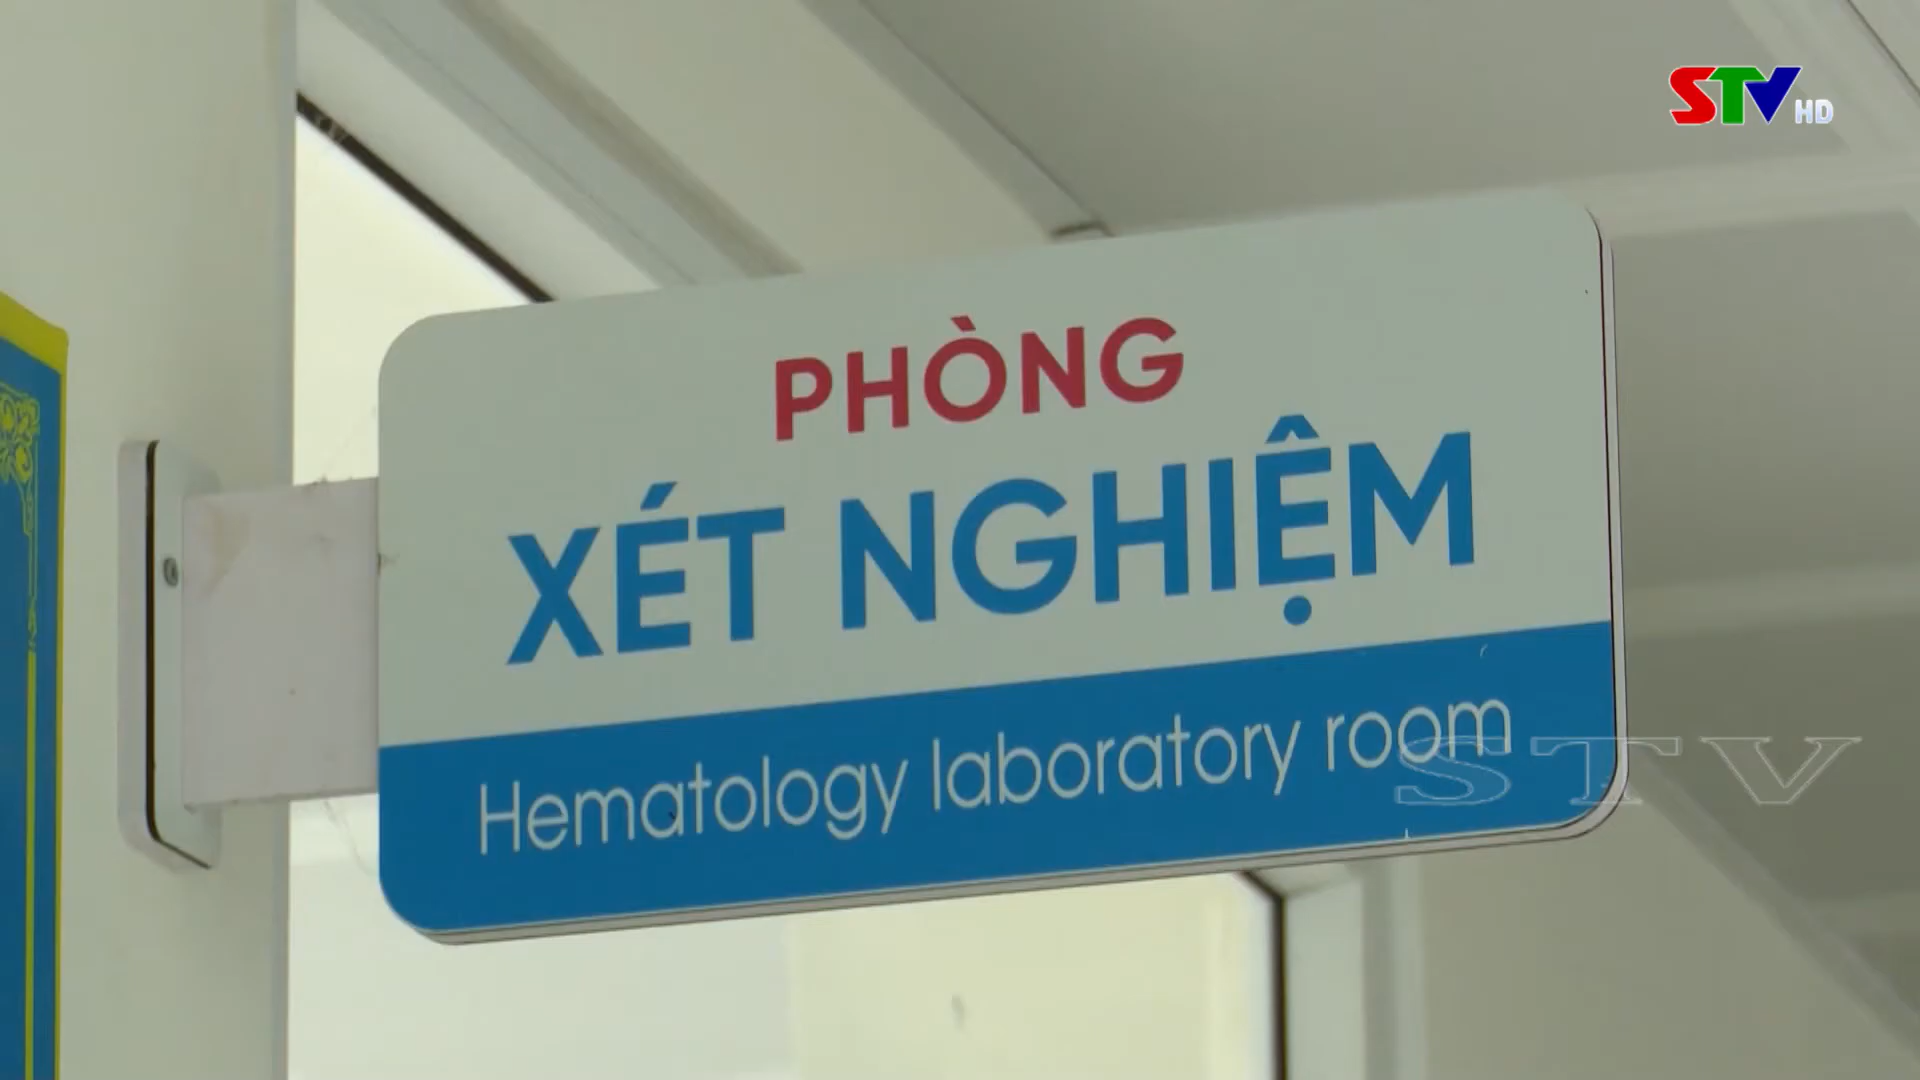 STV HD
PHÒNG
XÉT NGHIỆM
Hematology laboratory room
STV